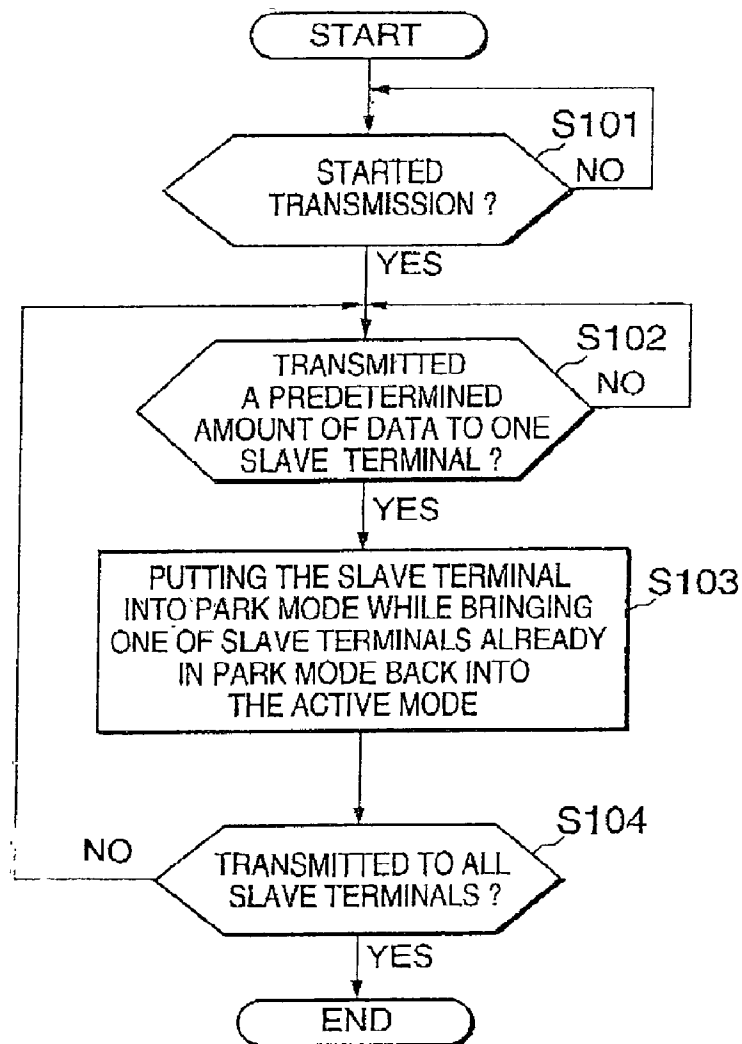 START
S101
NO
STARTED
TRANSMISSION ?
YES
S102
NO
TRANSMITTED
A PREDETERMINED
AMOUNT OF DATA TO ONE
SLAVE TERMINAL ?
YES
S103
PUTTING THE SLAVE TERMINAL
INTO PARK MODE WHILE BRINGING
ONE OF SLAVE TERMINALS ALREADY
IN PARK MODE BACK INTO
THE ACTIVE MODE
S104
NO
TRANSMITTED TO ALL
SLAVE TERMINALS ?
YES
END